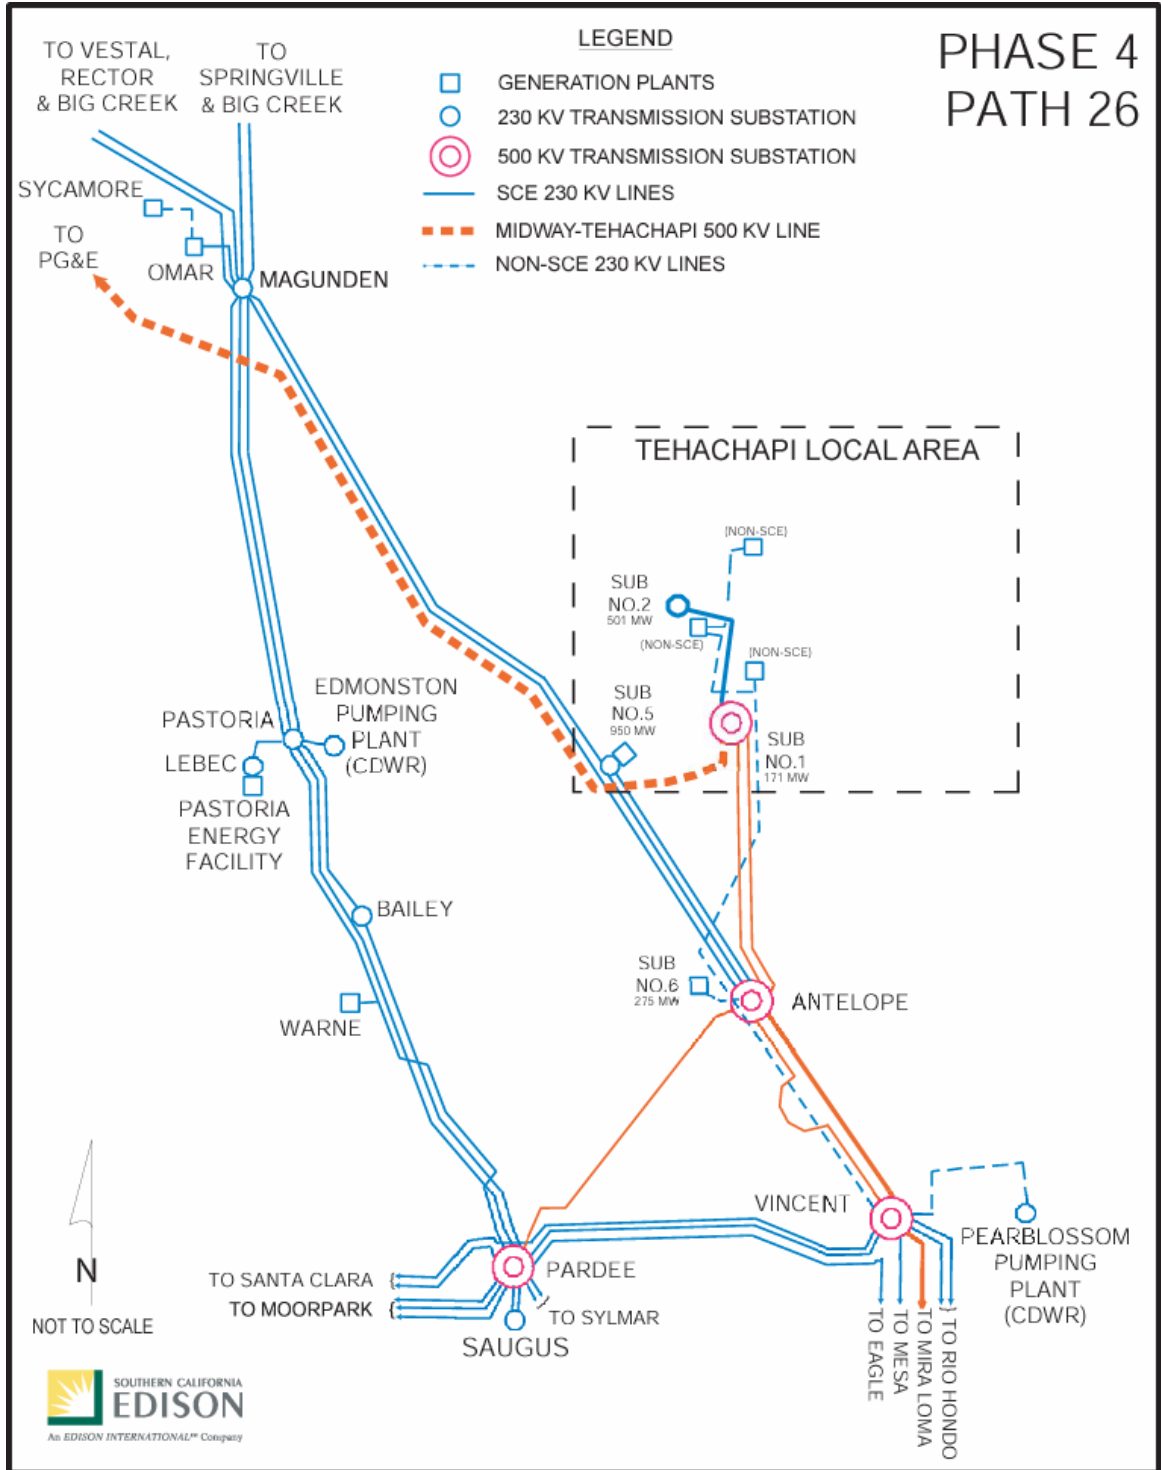 LEGEND
GENERATION PLANTS
230 KV TRANSMISSION SUBSTATION
500 KV TRANSMISSION SUBSTATION
SCE 230 KV LINES
MIDWAY-TEHACHAPI 500 KV LINE
NON-SCE 230 KV LINES
PHASE 4
PATH 26
TO VESTAL,
RECTOR
& BIG CREEK
TO
SPRINGVILLE
& BIG CREEK
SYCAMORE
TO
PG&E
OMAR
MAGUNDEN
TEHACHAPI LOCAL AREA
(NON-SCE)
SUB
NO.2
501 MW
(NON-SCE)
(NON-SCE)
SUB
NO.5
950 MW
SUB
NO.1
171 MW
EDMONSTON
PUMPING
PLANT
(CDWR)
PASTORIA
LEBEC
PASTORIA
ENERGY
FACILITY
BAILEY
WARNE
SUB
NO.6
275 MW
ANTELOPE
VINCENT
PEARBLOSSOM
PUMPING
PLANT
(CDWR)
PARDEE
TO SANTA CLARA {
TO MOORPARK {
} TO SYLMAR
SAUGUS
TO EAGLE
TO MESA
TO MIRA LOMA
} TO RIO HONDO
N
NOT TO SCALE
SOUTHERN CALIFORNIA
EDISON
An EDISON INTERNATIONAL℠ Company